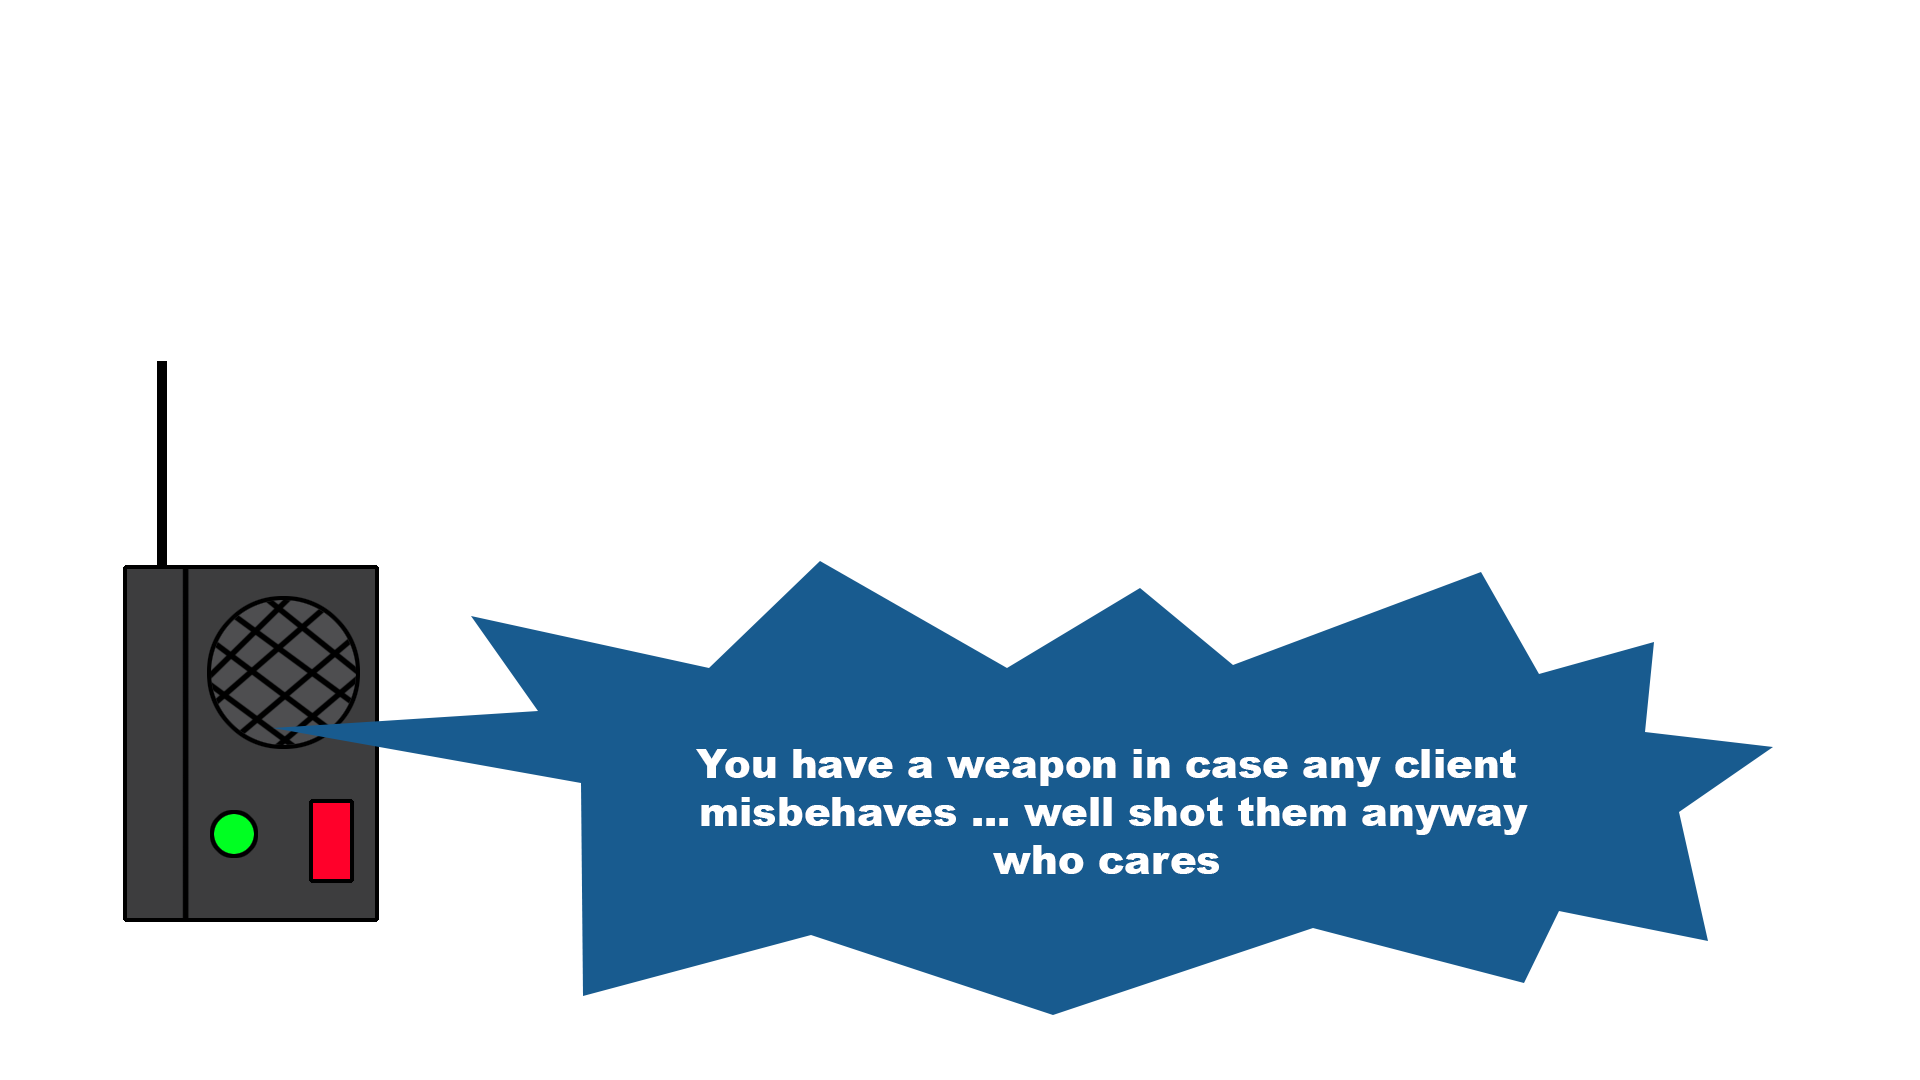 You have a weapon in case any client
misbehaves ... well shot them anyway
who cares